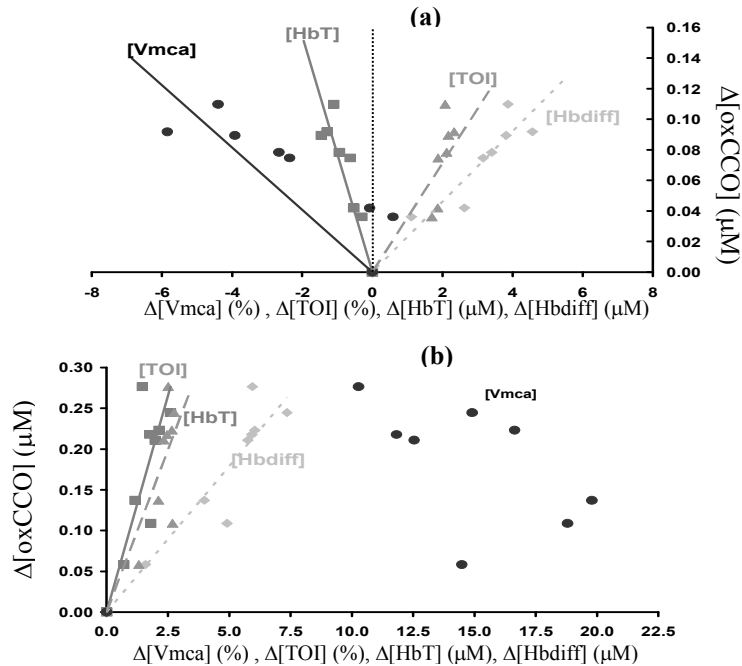 (a)
[Vmca]
[HbT]
[TOI]
[Hbdiff]
0.16
0.14
0.12
0.10
0.08
0.06
0.04
0.02
0.00
Δ[oxCCO] (μM)
-8 -6 -4 -2 0 2 4 6 8
Δ[Vmca] (%) , Δ[TOI] (%), Δ[HbT] (μM), Δ[Hbdiff] (μM)
(b)
0.30
0.25
0.20
0.15
0.10
0.05
0.00
Δ[oxCCO] (μM)
[TOI]
[HbT]
[Hbdiff]
[Vmca]
0.0 2.5 5.0 7.5 10.0 12.5 15.0 17.5 20.0 22.5
Δ[Vmca] (%) , Δ[TOI] (%), Δ[HbT] (μM), Δ[Hbdiff] (μM)